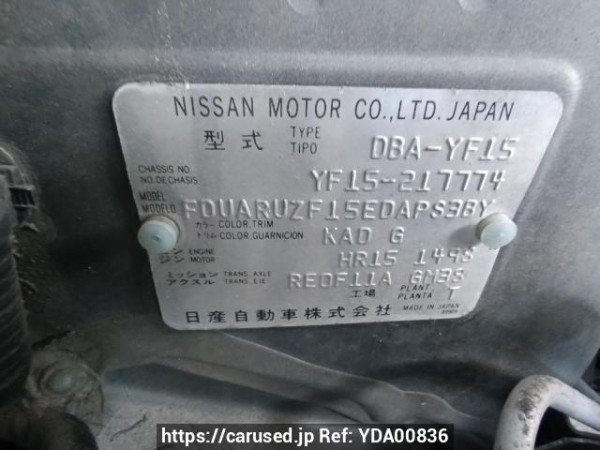 NISSAN MOTOR CO.,LTD. JAPAN
型式 TYPE TIPO DBA-YF15
CHASSIS NO. NO.DECHASIS YF15-217774
MODEL MODELO FDUARUZF15EDAPS3BY
カラー COLOR,TRIM トリム COLOR,GUARNICION KAD G
エンジン ENGINE MOTOR HR15 1498
ミッション アクスル TRANS. AXLE TRANS. EJE RE0F11A GM38
工場 PLANT PLANTA T
日産自動車株式会社 MADE IN JAPAN
https://carused.jp Ref: YDA00836